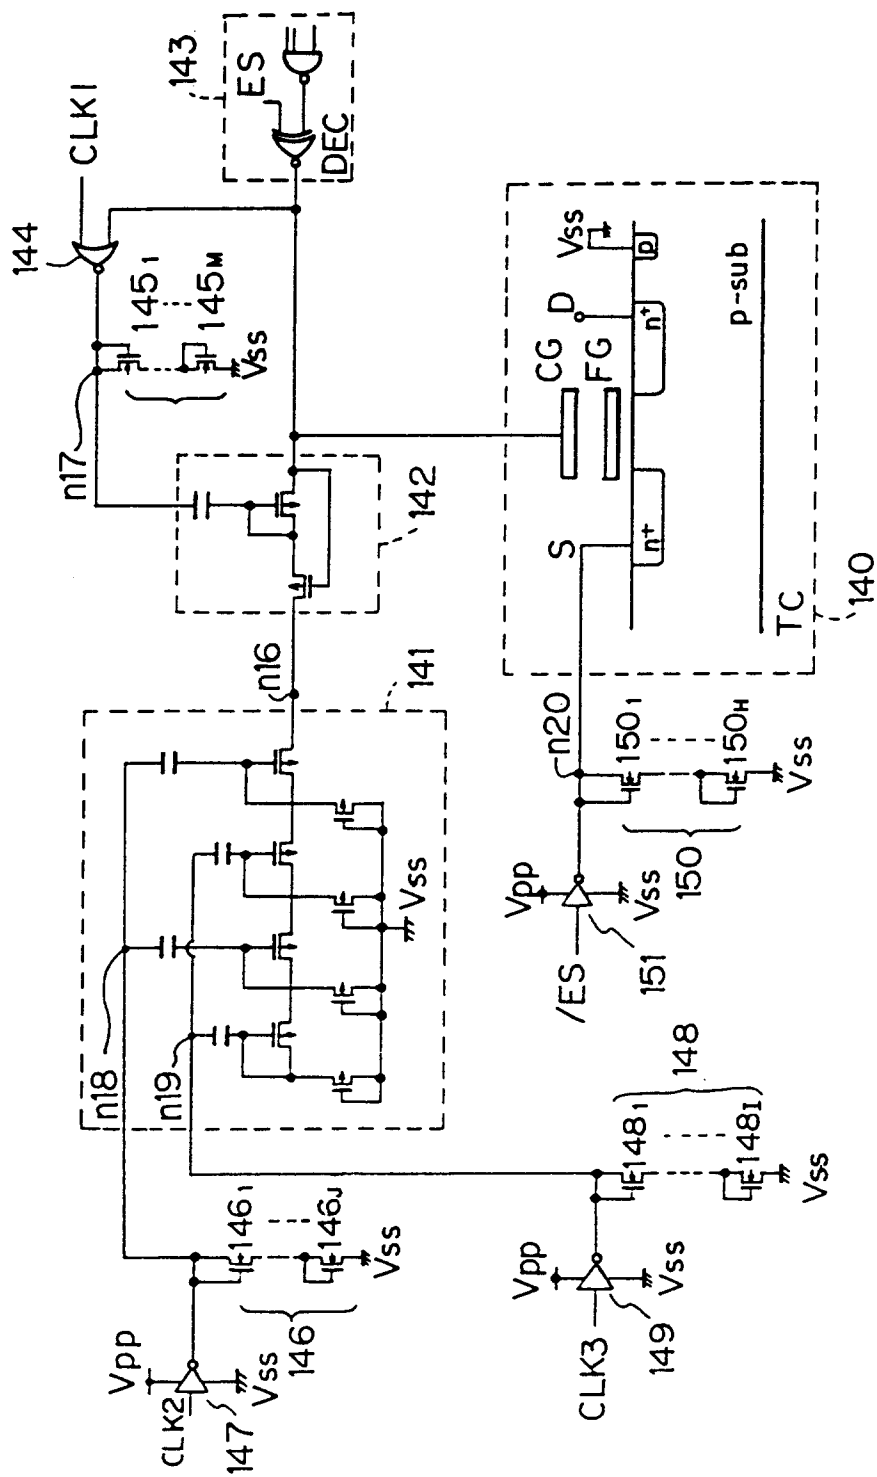 143
ES
DEC
CLK1
144
145₁
145M
Vss
n17
142
n16
141
n18
n19
Vss
CG
FG
D
Vss
p
S
n+
n+
p-sub
TC
140
n20
150₁
150H
Vss
150
Vpp
Vss
/ES
151
148
148₁
148I
Vss
Vpp
Vss
CLK3
149
146₁
146J
Vss
146
Vpp
Vss
CLK2
147